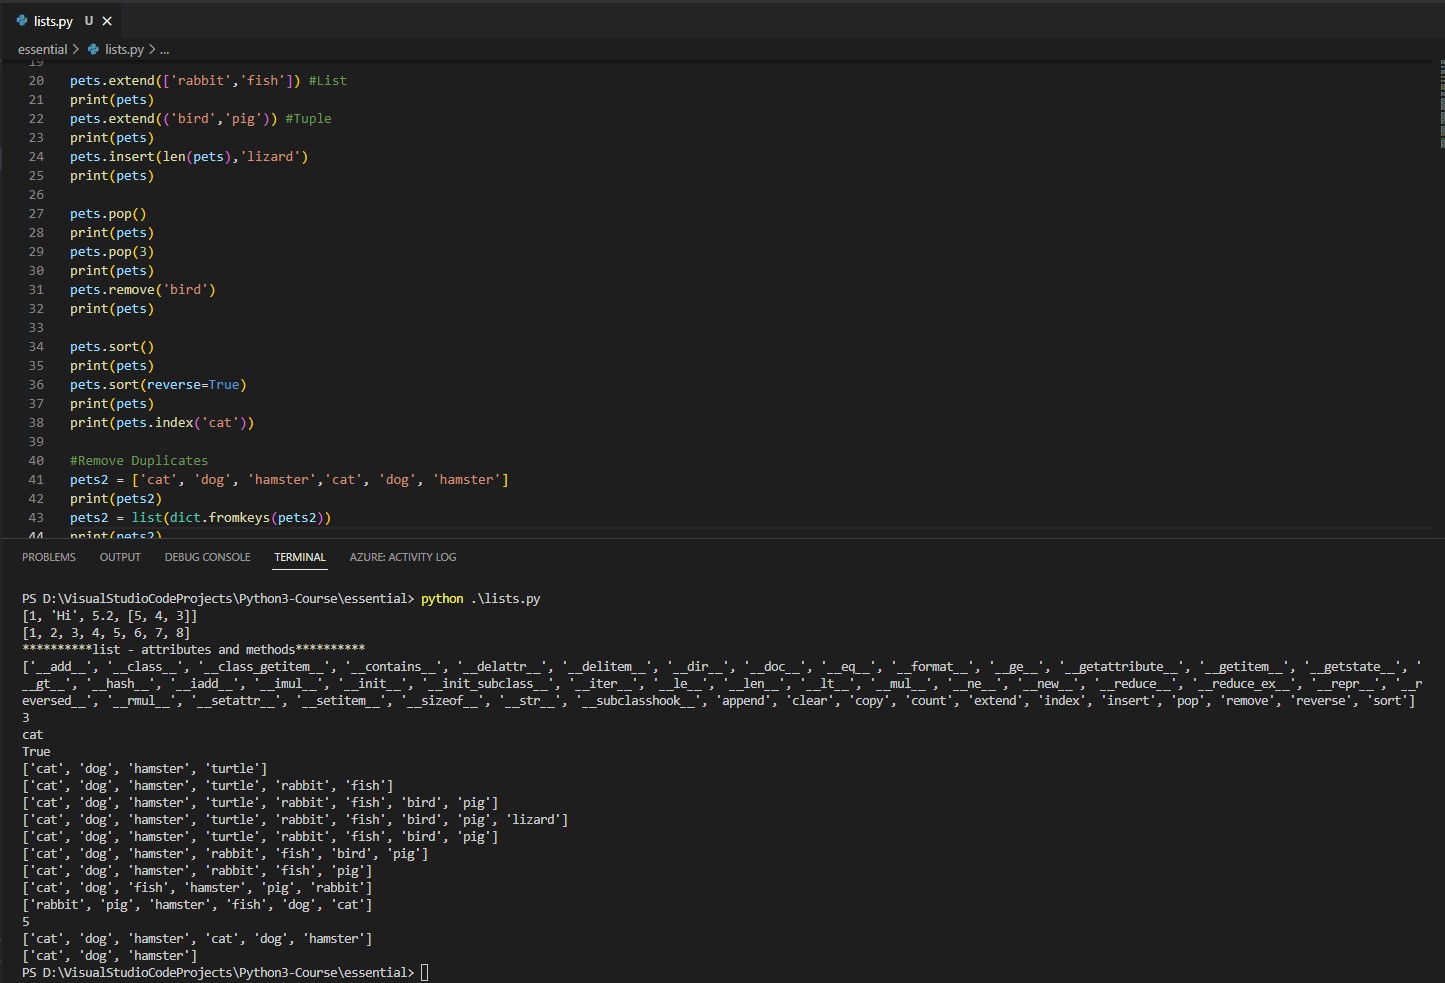 lists.py U ×
essential > lists.py > ...
19
20 pets.extend(['rabbit','fish']) #List
21 print(pets)
22 pets.extend(('bird','pig')) #Tuple
23 print(pets)
24 pets.insert(len(pets),'lizard')
25 print(pets)
26
27 pets.pop()
28 print(pets)
29 pets.pop(3)
30 print(pets)
31 pets.remove('bird')
32 print(pets)
33
34 pets.sort()
35 print(pets)
36 pets.sort(reverse=True)
37 print(pets)
38 print(pets.index('cat'))
39
40 #Remove Duplicates
41 pets2 = ['cat', 'dog', 'hamster','cat', 'dog', 'hamster']
42 print(pets2)
43 pets2 = list(dict.fromkeys(pets2))
44 print(pets2)
PROBLEMS OUTPUT DEBUG CONSOLE TERMINAL AZURE: ACTIVITY LOG
PS D:\VisualStudioCodeProjects\Python3-Course\essential> python .\lists.py
[1, 'Hi', 5.2, [5, 4, 3]]
[1, 2, 3, 4, 5, 6, 7, 8]
**********list - attributes and methods**********
['__add__', '__class__', '__class_getitem__', '__contains__', '__delattr__', '__delitem__', '__dir__', '__doc__', '__eq__', '__format__', '__ge__', '__getattribute__', '__getitem__', '__getstate__', '
__gt__', '__hash__', '__iadd__', '__imul__', '__init__', '__init_subclass__', '__iter__', '__le__', '__len__', '__lt__', '__mul__', '__ne__', '__new__', '__reduce__', '__reduce_ex__', '__repr__', '__r
eversed__', '__rmul__', '__setattr__', '__setitem__', '__sizeof__', '__str__', '__subclasshook__', 'append', 'clear', 'copy', 'count', 'extend', 'index', 'insert', 'pop', 'remove', 'reverse', 'sort']
3
cat
True
['cat', 'dog', 'hamster', 'turtle']
['cat', 'dog', 'hamster', 'turtle', 'rabbit', 'fish']
['cat', 'dog', 'hamster', 'turtle', 'rabbit', 'fish', 'bird', 'pig']
['cat', 'dog', 'hamster', 'turtle', 'rabbit', 'fish', 'bird', 'pig', 'lizard']
['cat', 'dog', 'hamster', 'turtle', 'rabbit', 'fish', 'bird', 'pig']
['cat', 'dog', 'hamster', 'rabbit', 'fish', 'bird', 'pig']
['cat', 'dog', 'hamster', 'rabbit', 'fish', 'pig']
['cat', 'dog', 'fish', 'hamster', 'pig', 'rabbit']
['rabbit', 'pig', 'hamster', 'fish', 'dog', 'cat']
5
['cat', 'dog', 'hamster', 'cat', 'dog', 'hamster']
['cat', 'dog', 'hamster']
PS D:\VisualStudioCodeProjects\Python3-Course\essential>